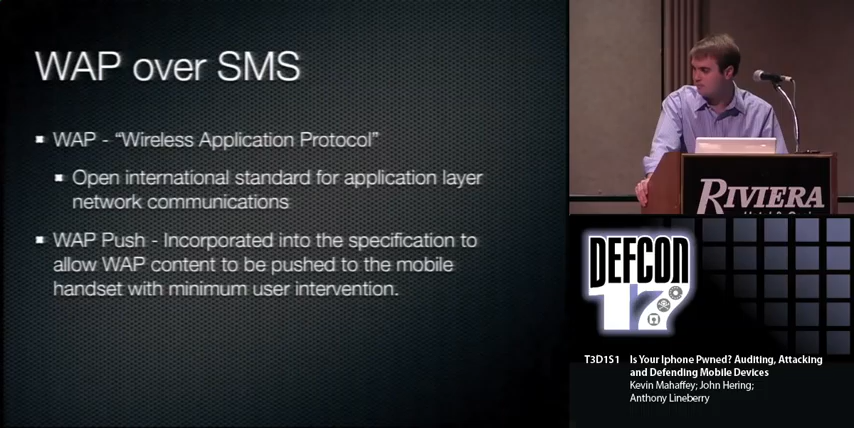 WAP over SMS
WAP - “Wireless Application Protocol”
Open international standard for application layer
network communications
WAP Push - Incorporated into the specification to
allow WAP content to be pushed to the mobile
handset with minimum user intervention.
RIVIERA
DEFCON
17
T3D1S1 Is Your Iphone Pwned? Auditing, Attacking
and Defending Mobile Devices
Kevin Mahaffey; John Hering;
Anthony Lineberry